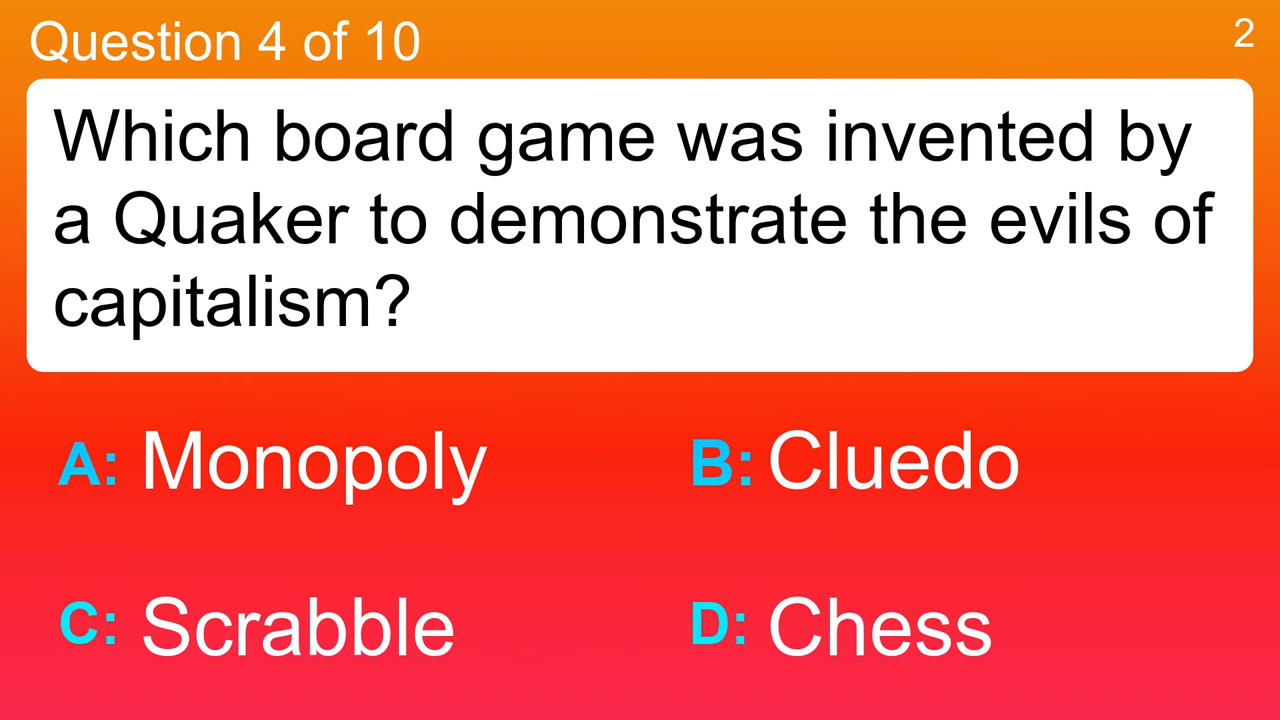 Question 4 of 10
2
Which board game was invented by
a Quaker to demonstrate the evils of
capitalism?
A: Monopoly
B: Cluedo
C: Scrabble
D: Chess